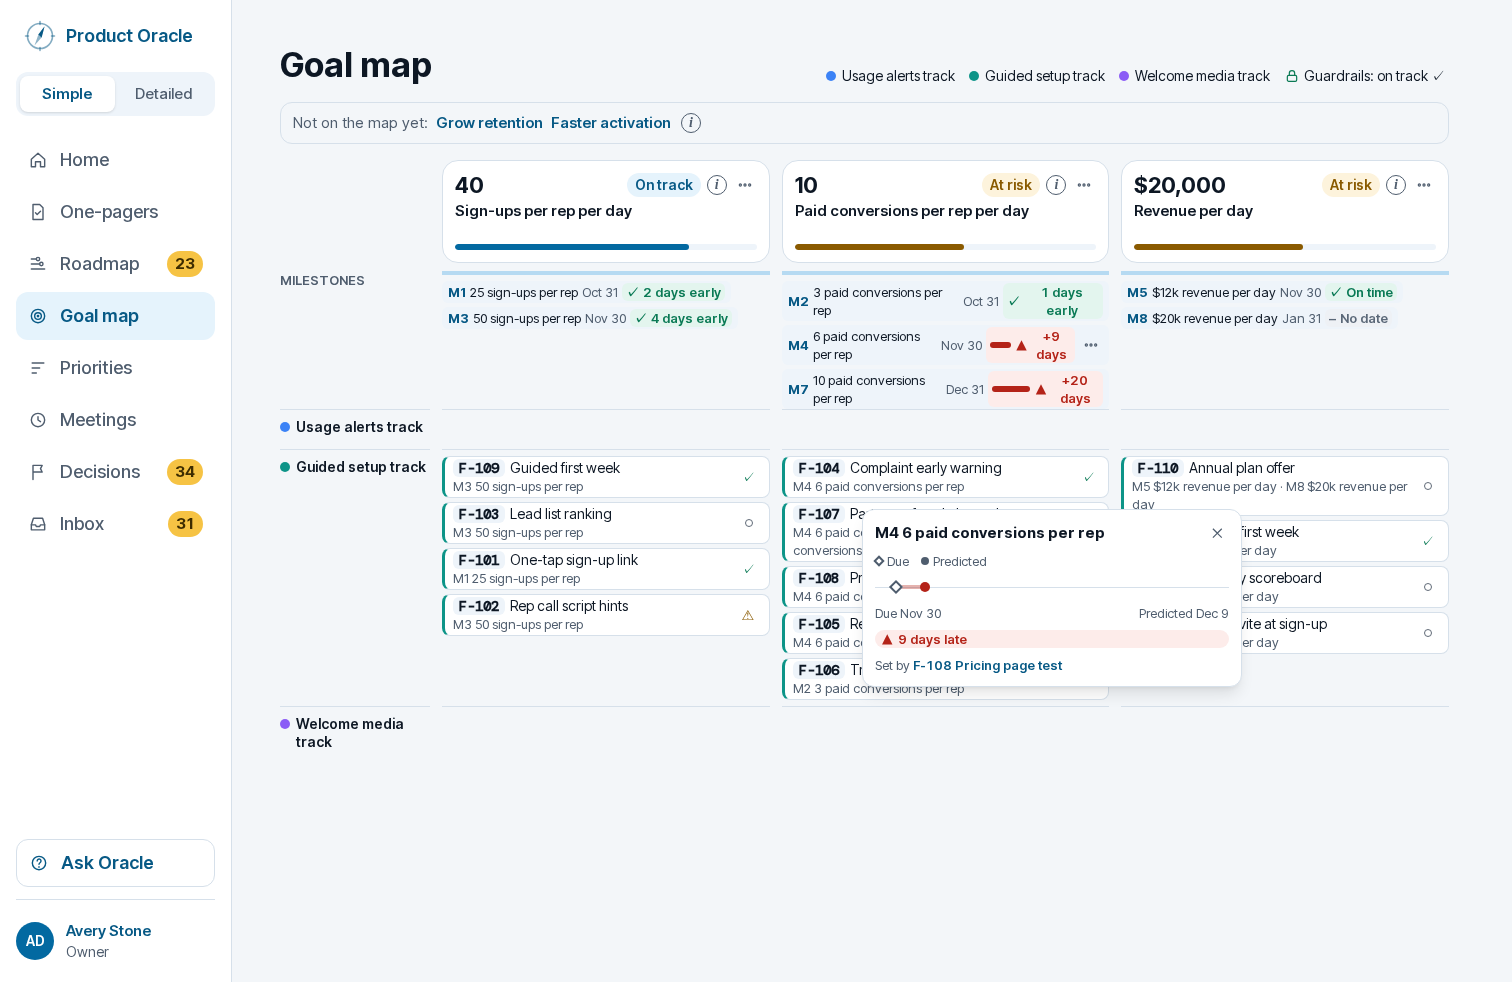 Product Oracle
Simple
Detailed
Home
One-pagers
Roadmap 23
Goal map
Priorities
Meetings
Decisions 34
Inbox 31
Ask Oracle
AD
Avery Stone
Owner
Goal map
Usage alerts track
Guided setup track
Welcome media track
Guardrails: on track ✓
Not on the map yet: Grow retention Faster activation i
40 On track i
Sign-ups per rep per day
10 At risk i
Paid conversions per rep per day
$20,000 At risk i
Revenue per day
MILESTONES
M1 25 sign-ups per rep Oct 31 ✓ 2 days early
M3 50 sign-ups per rep Nov 30 ✓ 4 days early
M2 3 paid conversions per
rep
Oct 31 ✓ 1 days
early
M4 6 paid conversions
per rep
Nov 30 ▲ +9
days
M7 10 paid conversions
per rep
Dec 31 ▲ +20
days
M5 $12k revenue per day Nov 30 ✓ On time
M8 $20k revenue per day Jan 31 – No date
Usage alerts track
Guided setup track
F-109 Guided first week
M3 50 sign-ups per rep
✓
F-103 Lead list ranking
M3 50 sign-ups per rep
F-101 One-tap sign-up link
M1 25 sign-ups per rep
✓
F-102 Rep call script hints
M3 50 sign-ups per rep
⚠
F-104 Complaint early warning
M4 6 paid conversions per rep
✓
F-107
M4 6 paid
conversions
F-108
M4 6 paid
F-105
M4 6 paid
F-106
M2 3 paid conversions per rep
F-110 Annual plan offer
M5 $12k revenue per day · M8 $20k revenue per
day
first week
per day
✓
scoreboard
per day
at sign-up
per day
M4 6 paid conversions per rep
Due Predicted
Due Nov 30 Predicted Dec 9
▲ 9 days late
Set by F-108 Pricing page test
Welcome media
track